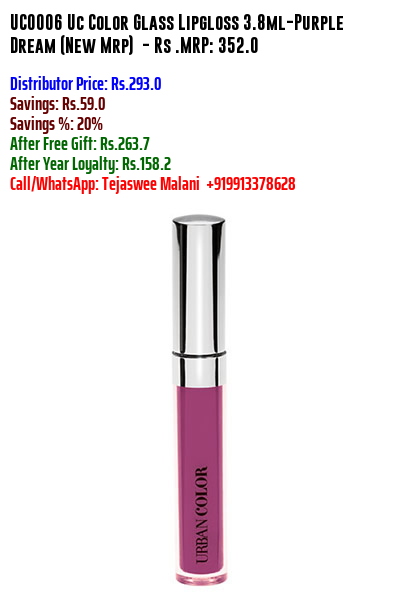 UC0006 Uc Color Glass Lipgloss 3.8ml-Purple
Dream (New Mrp) - Rs .MRP: 352.0
Distributor Price: Rs.293.0
Savings: Rs.59.0
Savings %: 20%
After Free Gift: Rs.263.7
After Year Loyalty: Rs.158.2
Call/WhatsApp: Tejaswee Malani +919913378628
URBAN COLOR